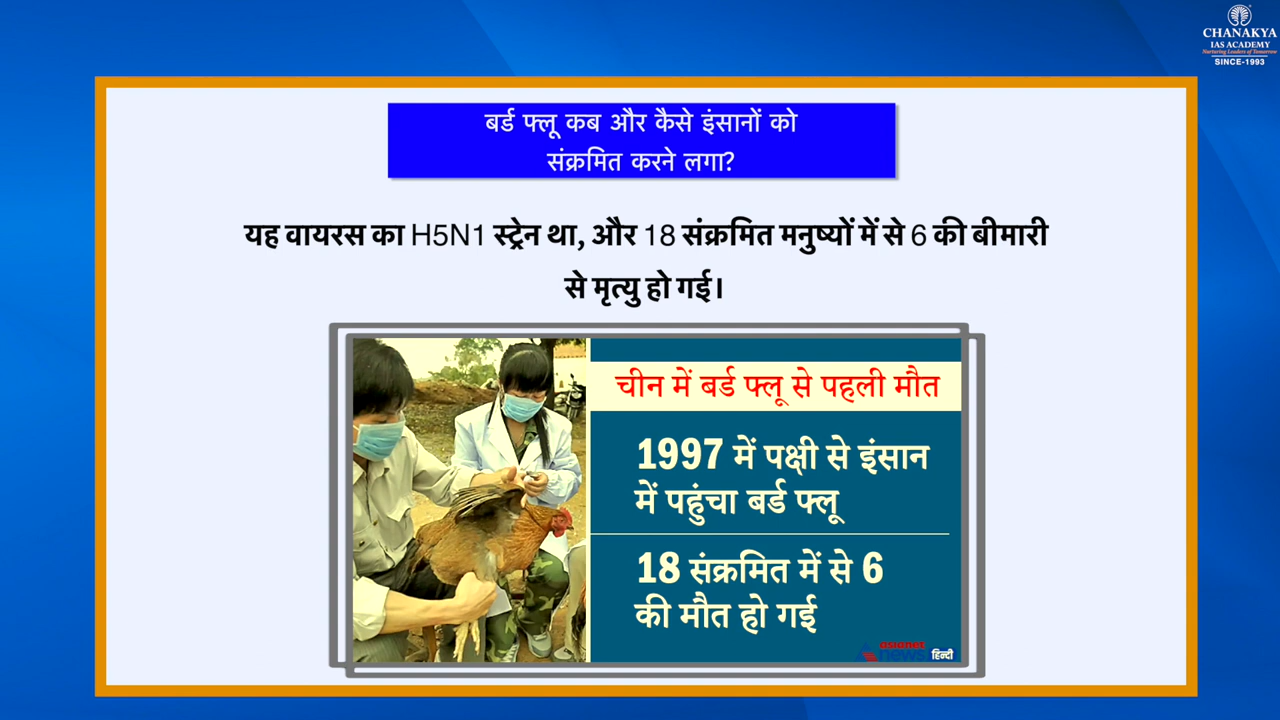 CHANAKYA
IAS ACADEMY
Nurturing Leaders of Tomorrow
SINCE-1993
बर्ड फ्लू कब और कैसे इंसानों को
संक्रमित करने लगा?
यह वायरस का H5N1 स्ट्रेन था, और 18 संक्रमित मनुष्यों में से 6 की बीमारी
से मृत्यु हो गई।
चीन में बर्ड फ्लू से पहली मौत
1997 में पक्षी से इंसान
में पहुंचा बर्ड फ्लू
18 संक्रमित में से 6
की मौत हो गई
asianet
news हिन्दी